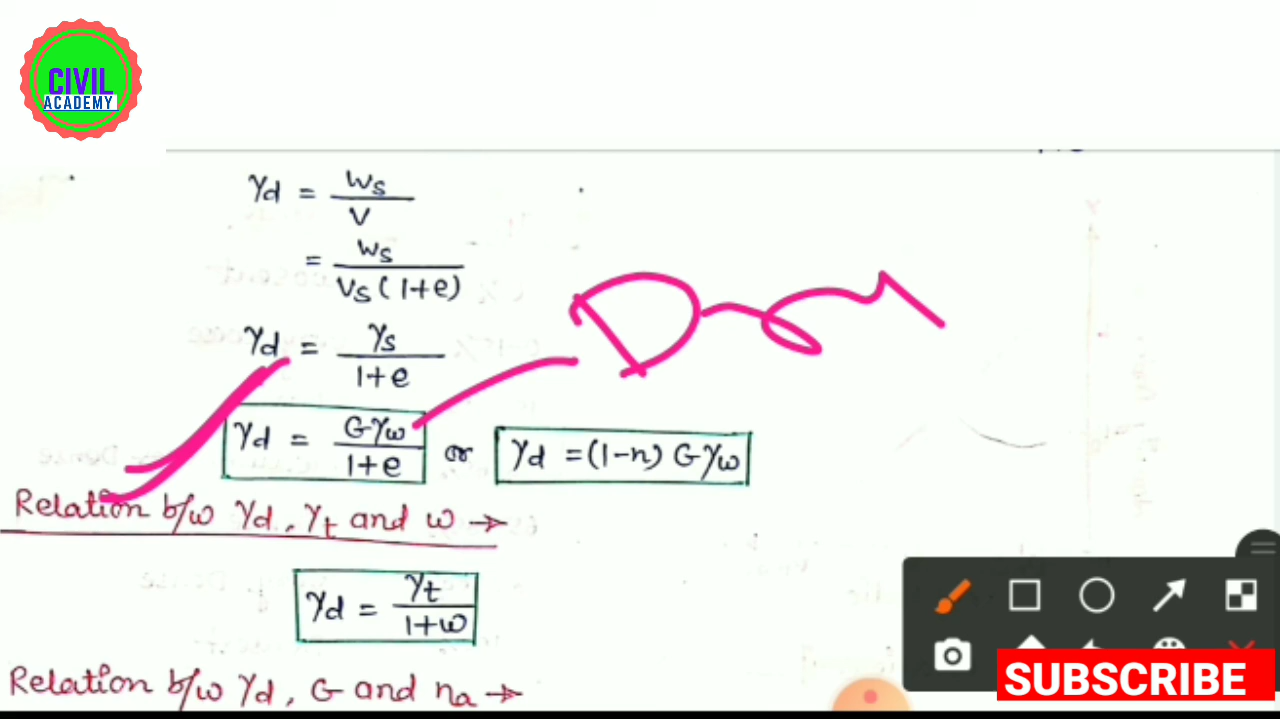 CIVIL
ACADEMY
γd = Ws / V
= Ws / Vs(1+e)
γd = γs / 1+e
γd = Gγw / 1+e or γd = (1-n) Gγw
Relation b/w γd, γt and w →
γd = γt / 1+w
Relation b/w γd, G and na →
SUBSCRIBE